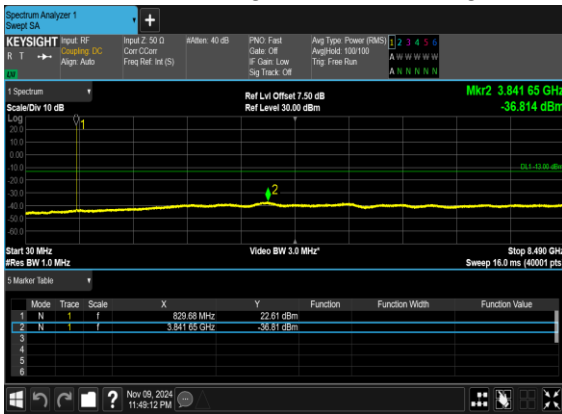 Spectrum Analyzer 1
Swept SA
+
KEYSIGHT
R T
Input: RF
Coupling: DC
Align: Auto
Input Z: 50 Ω
Corr CCorr
Freq Ref: Int (S)
#Atten: 40 dB
PNO: Fast
Gate: Off
IF Gain: Low
Sig Track: Off
Avg Type: Power (RMS)
Avg|Hold: 100/100
Trig: Free Run
1 2 3 4 5 6
A W W W W W
A N N N N N
1 Spectrum
Scale/Div 10 dB
Ref Lvl Offset 7.50 dB
Ref Level 30.00 dBm
Mkr2 3.841 65 GHz
-36.814 dBm
Log
20.0
10.0
0.00
-10.0
-20.0
-30.0
-40.0
-50.0
-60.0
1
2
DL1 -13.00 dBm
Start 30 MHz
#Res BW 1.0 MHz
Video BW 3.0 MHz*
Stop 8.490 GHz
Sweep 16.0 ms (40001 pts)
5 Marker Table
Mode Trace Scale X Y Function Function Width Function Value
1 N 1 f 829.68 MHz 22.61 dBm
2 N 1 f 3.841 65 GHz -36.81 dBm
3
4
5
6
?
Nov 09, 2024
11:49:12 PM